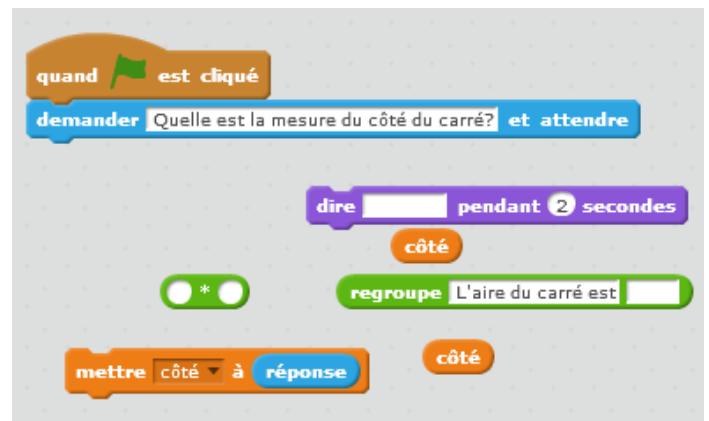 quand est cliqué
demander Quelle est la mesure du côté du carré? et attendre
dire pendant 2 secondes
côté
*
regroupe L'aire du carré est
mettre côté à réponse
côté